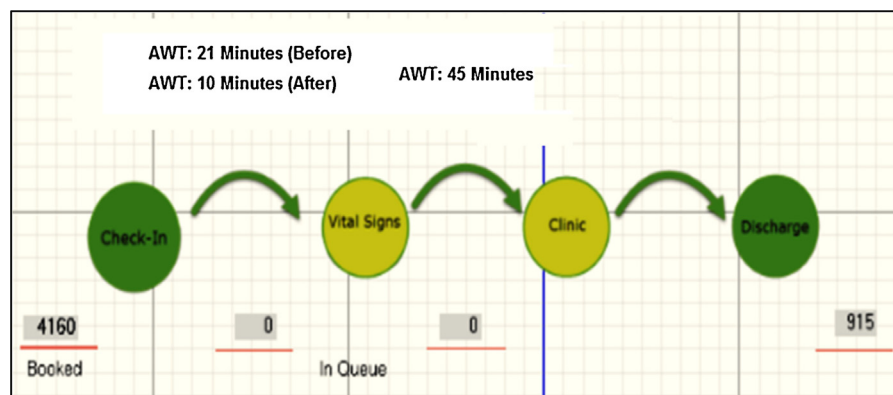 AWT: 21 Minutes (Before)
AWT: 10 Minutes (After)
AWT: 45 Minutes
Check-In
Vital Signs
Clinic
Discharge
4160
0
0
915
Booked
In Queue